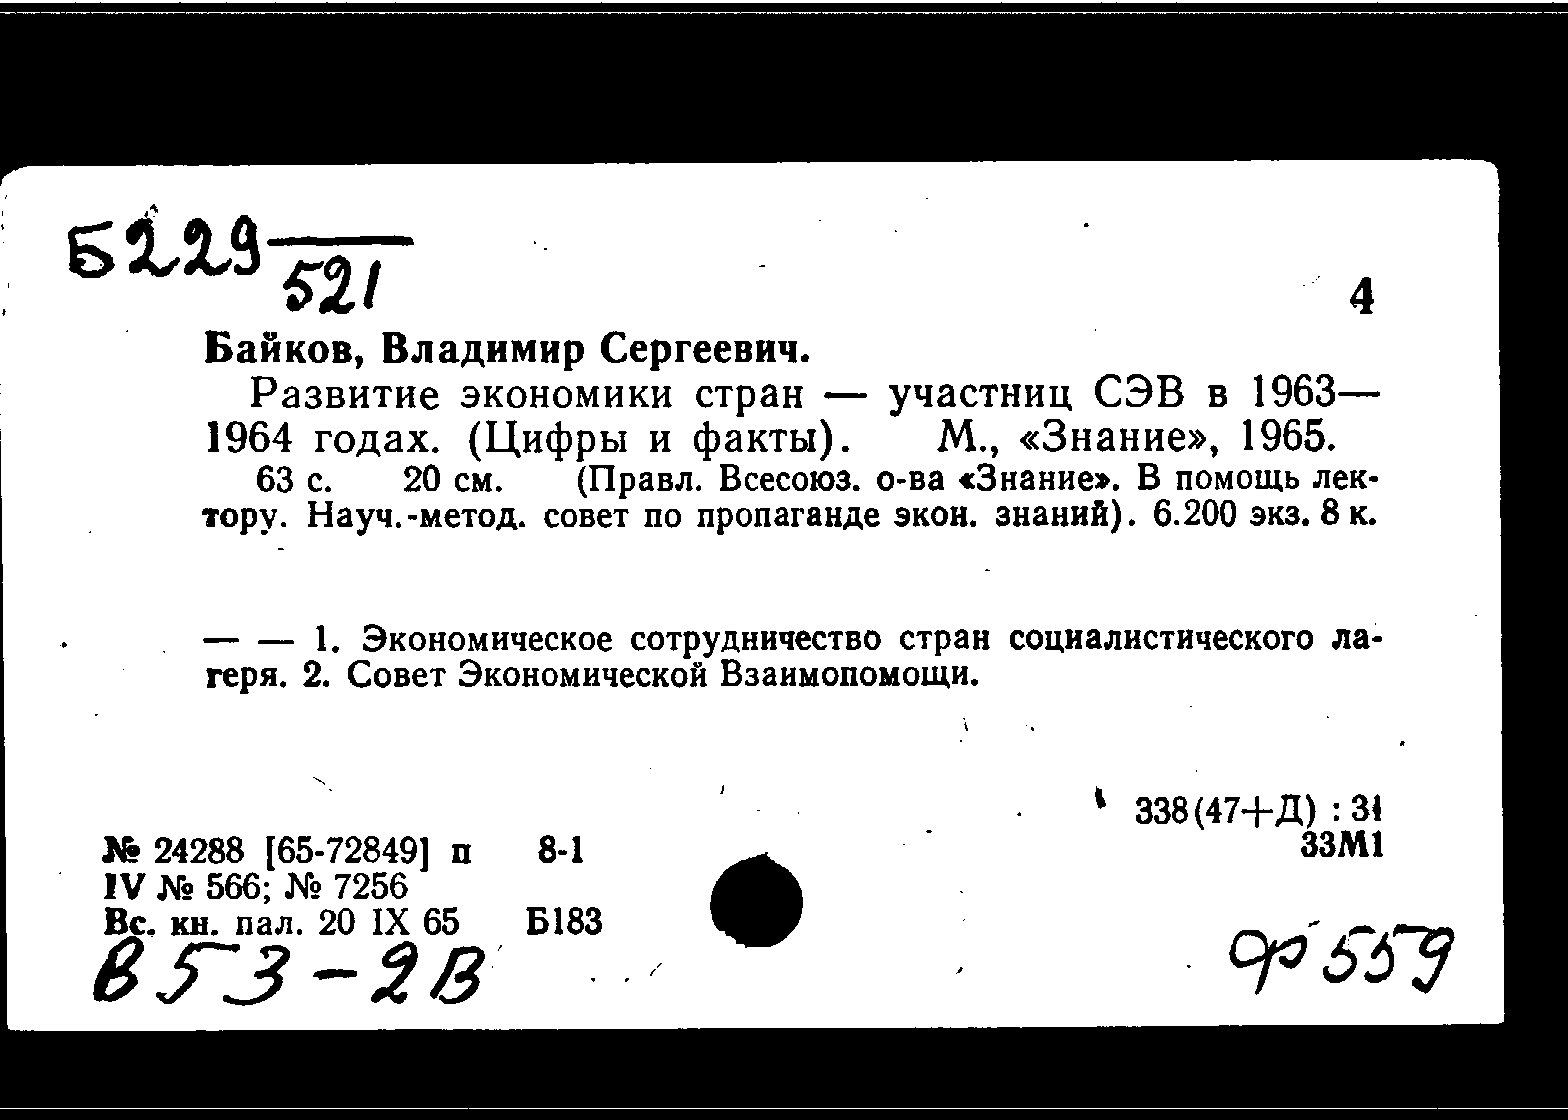 Б229
521
4
Байков, Владимир Сергеевич.
Развитие экономики стран — участниц СЭВ в 1963—
1964 годах. (Цифры и факты). М., «Знание», 1965.
63 с. 20 см. (Правл. Всесоюз. о-ва «Знание». В помощь лек-
тору. Науч.-метод. совет по пропаганде экон. знаний). 6.200 экз. 8 к.
— — 1. Экономическое сотрудничество стран социалистического ла-
геря. 2. Совет Экономической Взаимопомощи.
338(47+Д) : 31
33М1
№ 24288 [65-72849] п 8-1
IV № 566; № 7256
Вс. кн. пал. 20 IX 65 Б183
В53-2В
ф559